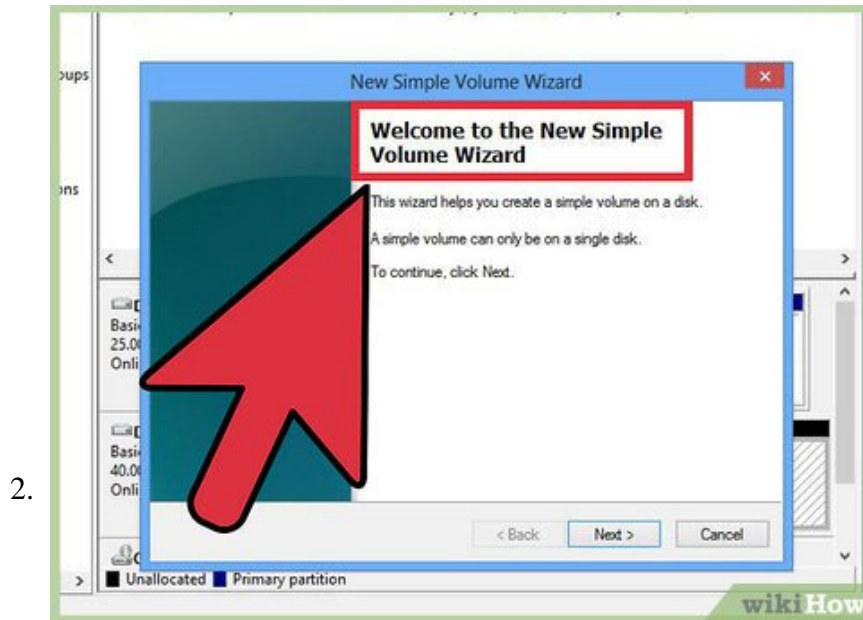 oups
New Simple Volume Wizard
Welcome to the New Simple
Volume Wizard
ons
This wizard helps you create a simple volume on a disk.
A simple volume can only be on a single disk.
To continue, click Next.
Basi
25.00
Onli
Basi
40.00
Onli
2.
< Back Next > Cancel
Unallocated Primary partition
wikiHow